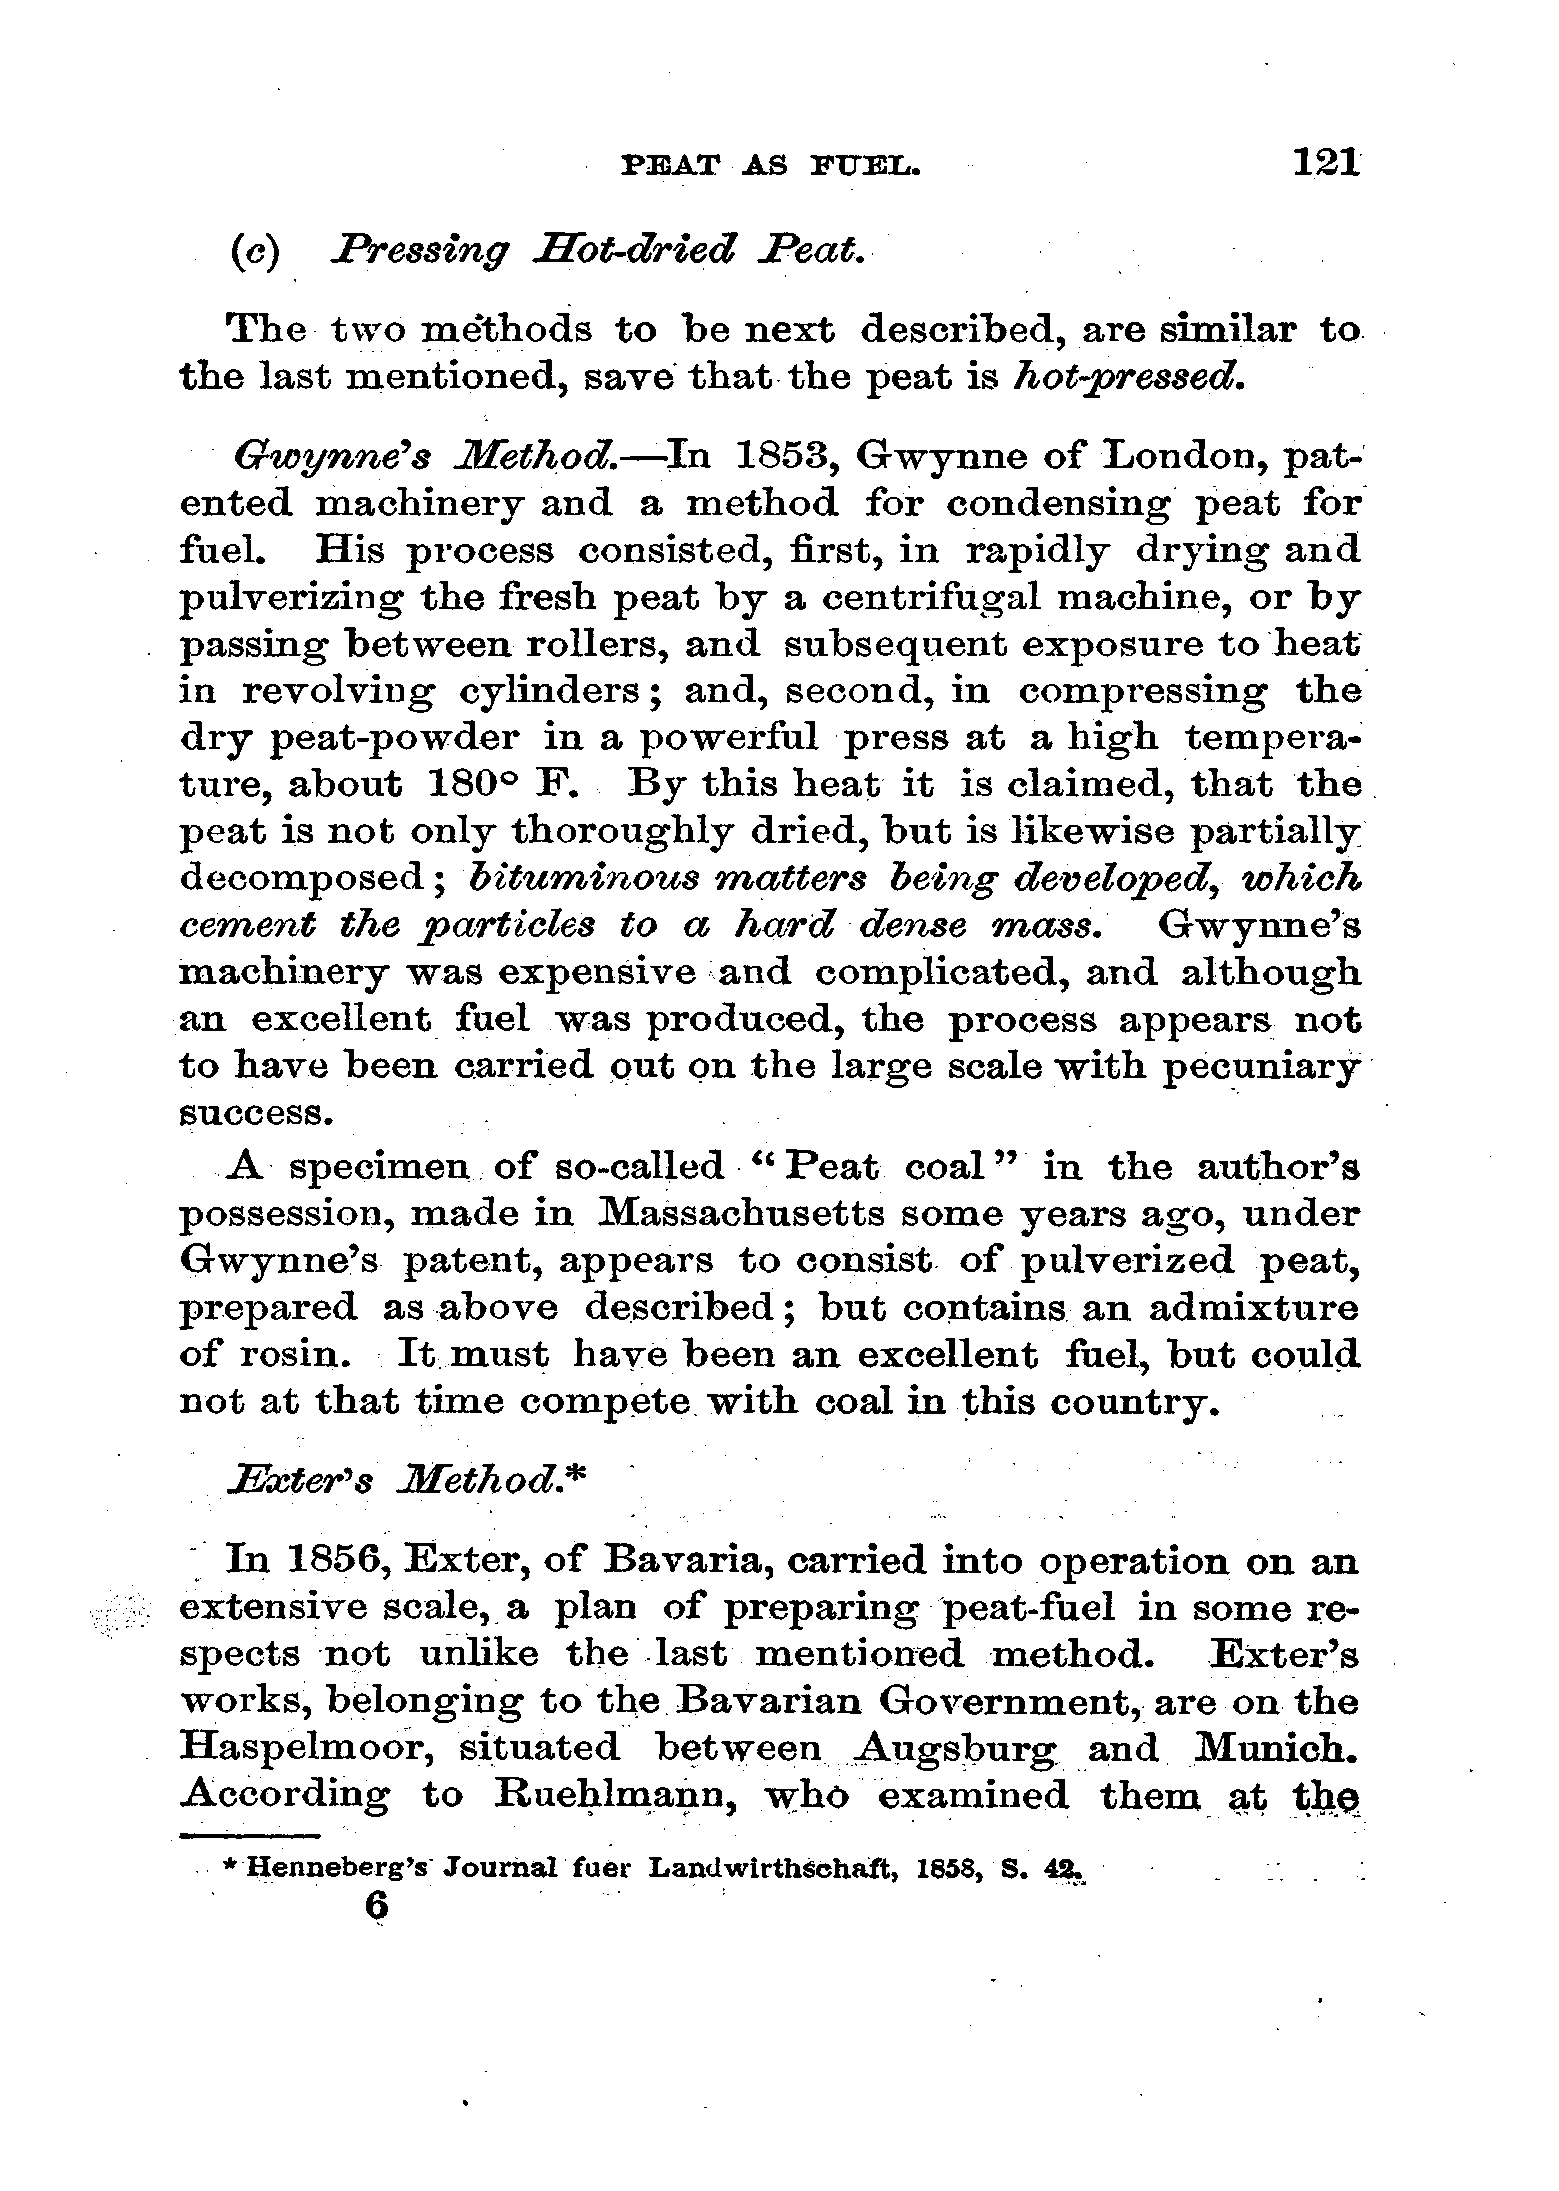 PEAT AS FUEL. 121
(c) Pressing Hot-dried Peat.
The two methods to be next described, are similar to
the last mentioned, save that the peat is hot-pressed.
Gwynne's Method.—In 1853, Gwynne of London, pat-
ented machinery and a method for condensing peat for
fuel. His process consisted, first, in rapidly drying and
pulverizing the fresh peat by a centrifugal machine, or by
passing between rollers, and subsequent exposure to heat
in revolving cylinders; and, second, in compressing the
dry peat-powder in a powerful press at a high tempera-
ture, about 180° F. By this heat it is claimed, that the
peat is not only thoroughly dried, but is likewise partially
decomposed; bituminous matters being developed, which
cement the particles to a hard dense mass. Gwynne's
machinery was expensive and complicated, and although
an excellent fuel was produced, the process appears not
to have been carried out on the large scale with pecuniary
success.
A specimen of so-called "Peat coal" in the author's
possession, made in Massachusetts some years ago, under
Gwynne's patent, appears to consist of pulverized peat,
prepared as above described; but contains an admixture
of rosin. It must have been an excellent fuel, but could
not at that time compete with coal in this country.
Exter's Method.*
In 1856, Exter, of Bavaria, carried into operation on an
extensive scale, a plan of preparing peat-fuel in some re-
spects not unlike the last mentioned method. Exter's
works, belonging to the Bavarian Government, are on the
Haspelmoor, situated between Augsburg and Munich.
According to Ruehlmann, who examined them at the
* Henneberg's Journal fuer Landwirthschaft, 1858, S. 42.
6